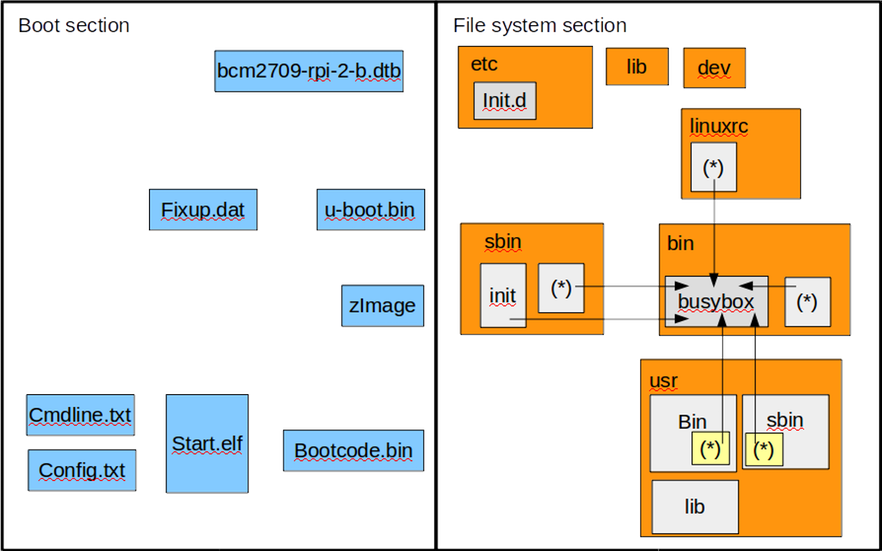 Boot section
bcm2709-rpi-2-b.dtb
Fixup.dat
u-boot.bin
zImage
Cmdline.txt
Config.txt
Start.elf
Bootcode.bin
File system section
etc
Init.d
lib
dev
linuxrc
(*)
sbin
init
(*)
bin
busybox
(*)
usr
Bin
(*)
sbin
(*)
lib